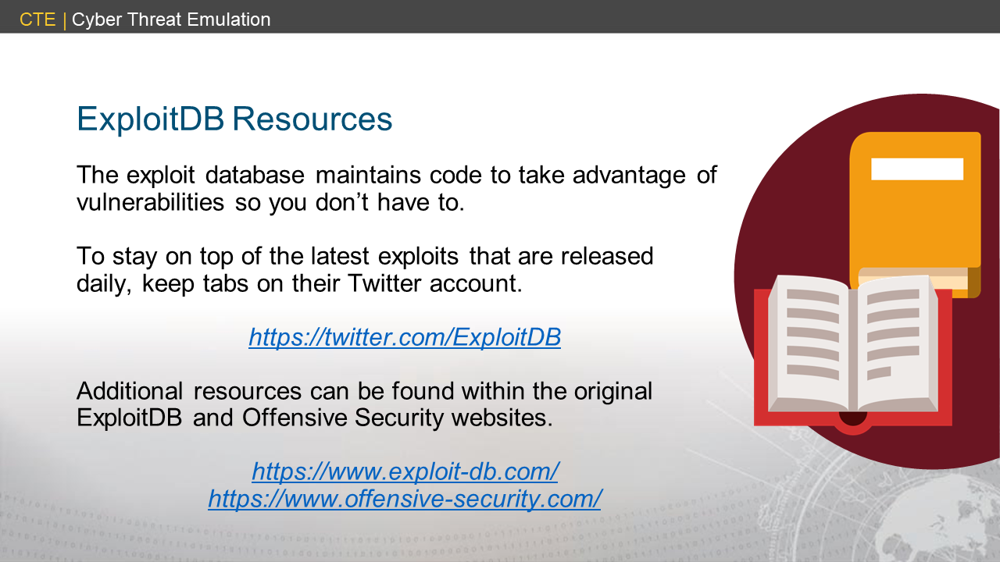 CTE | Cyber Threat Emulation
ExploitDB Resources
The exploit database maintains code to take advantage of
vulnerabilities so you don’t have to.
To stay on top of the latest exploits that are released
daily, keep tabs on their Twitter account.
https://twitter.com/ExploitDB
Additional resources can be found within the original
ExploitDB and Offensive Security websites.
https://www.exploit-db.com/
https://www.offensive-security.com/